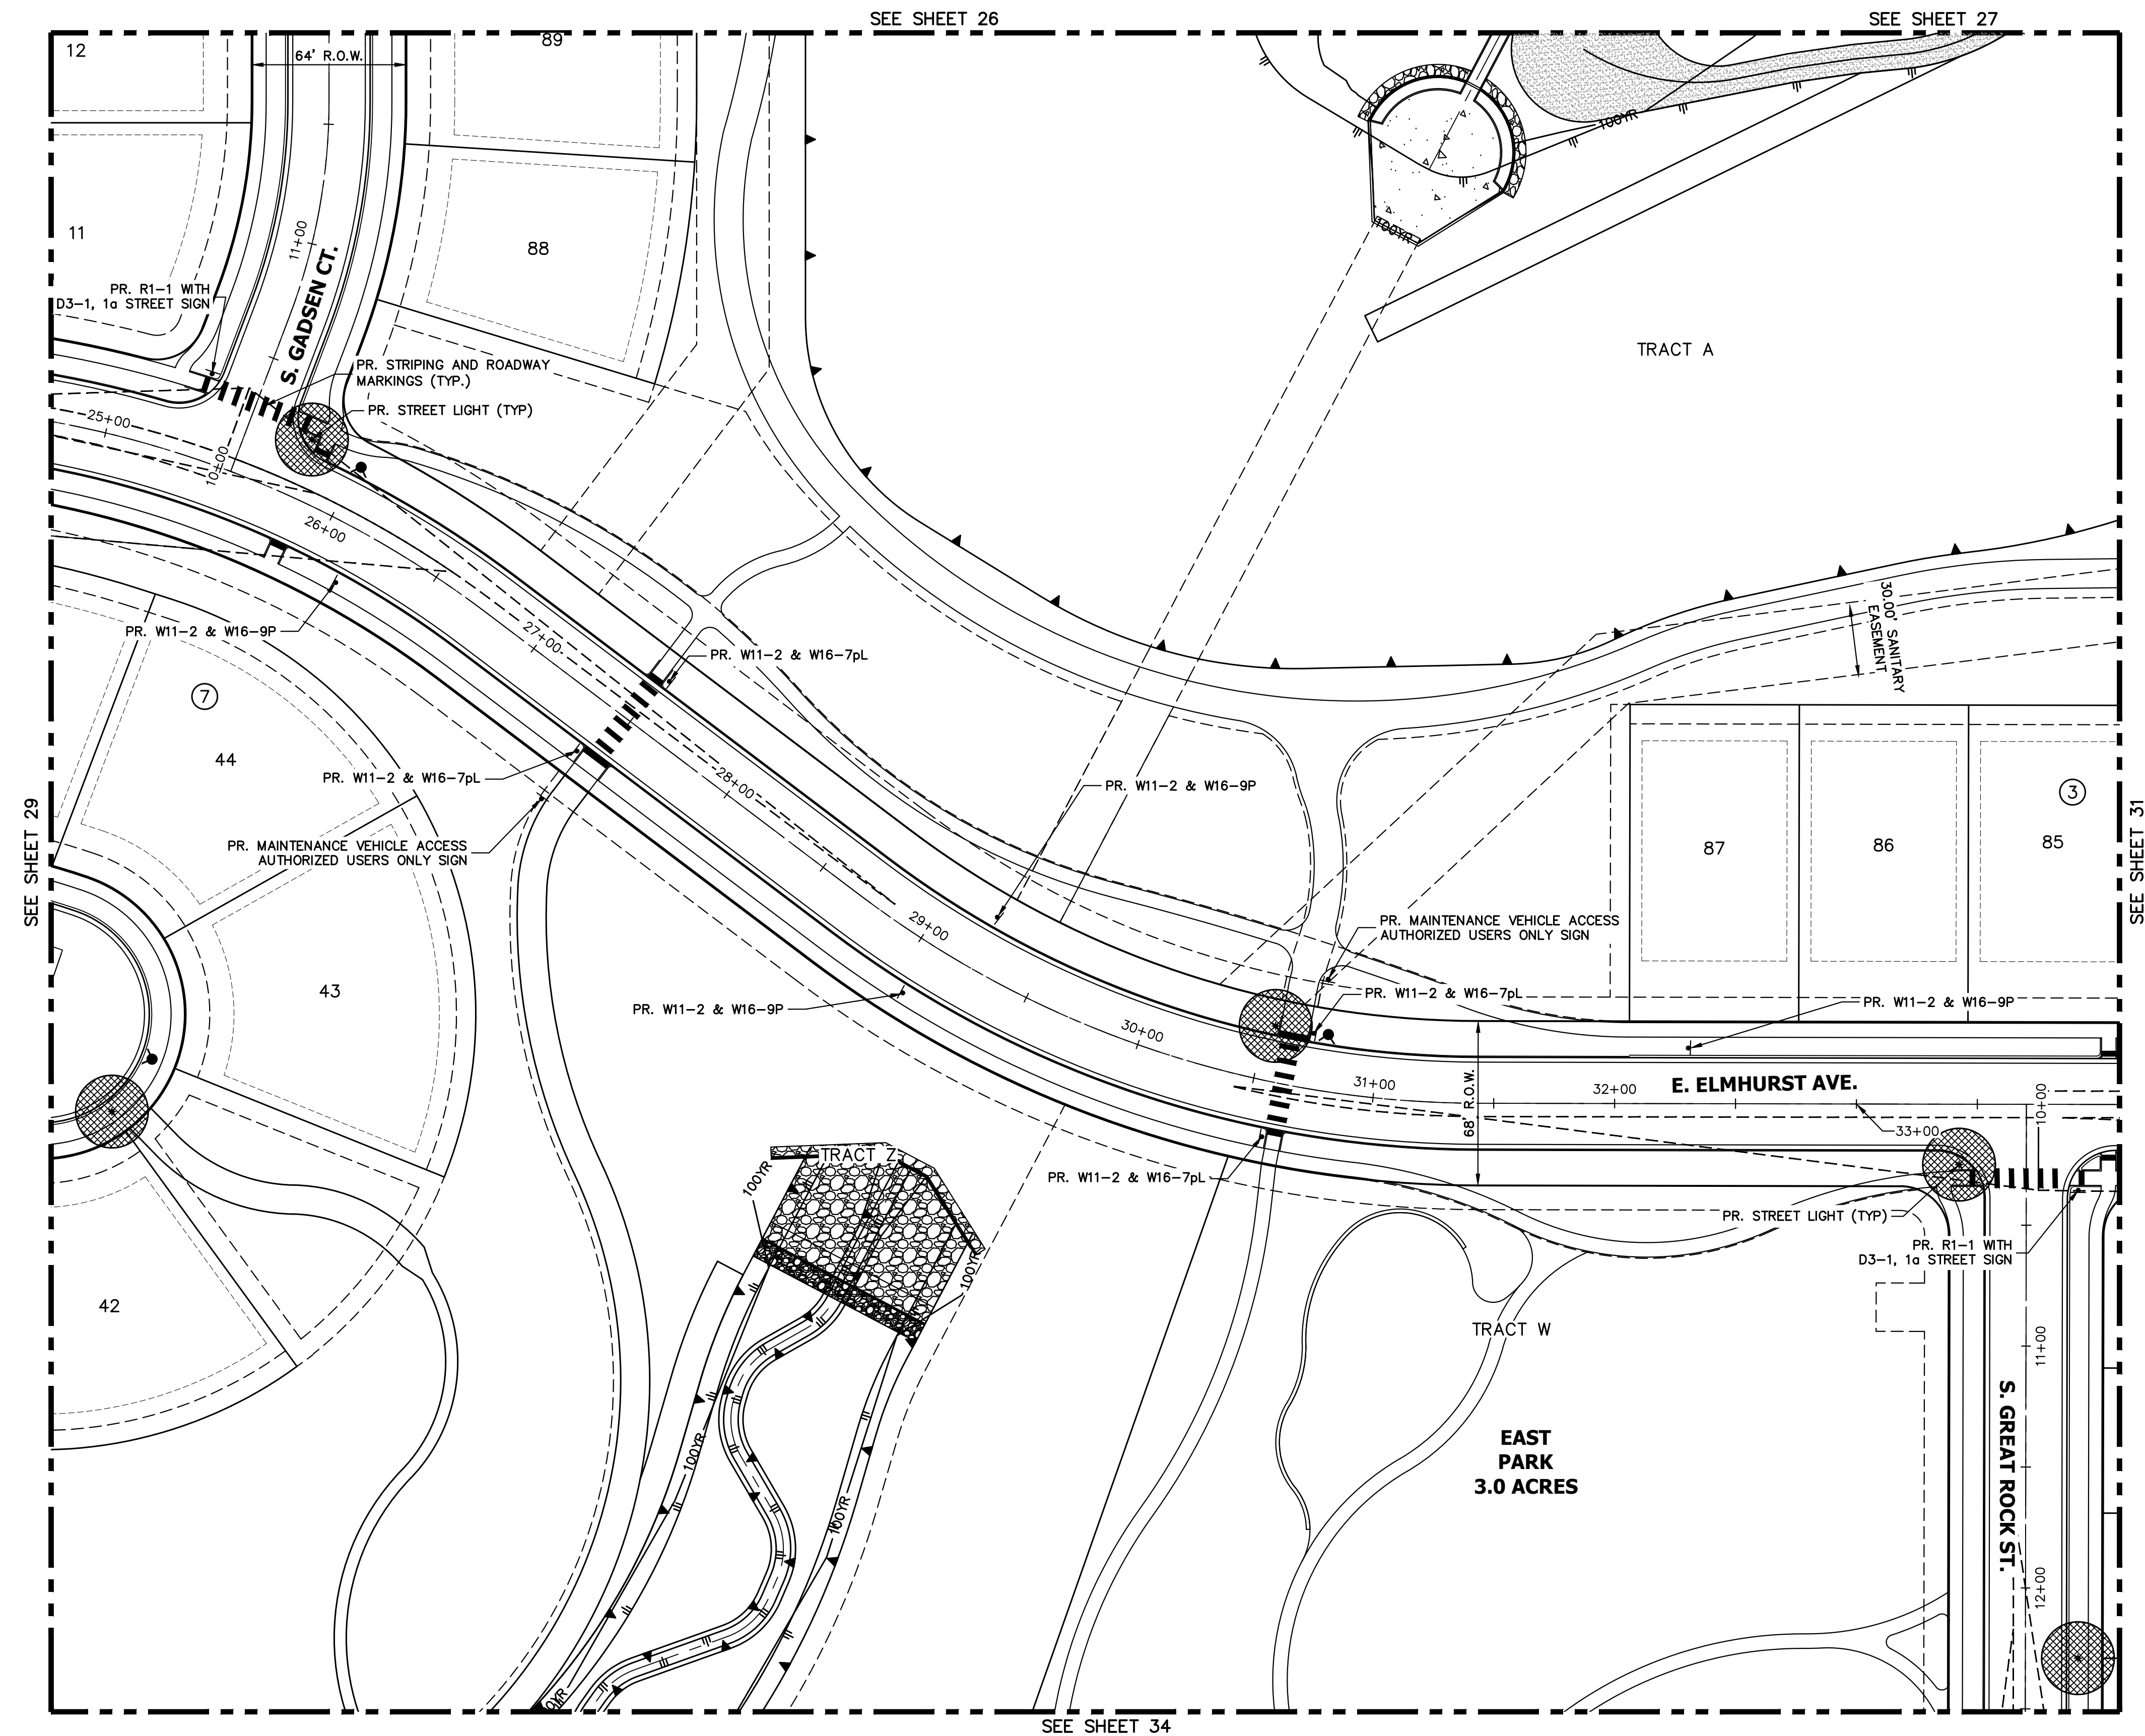 SEE SHEET 26
SEE SHEET 27
12
64' R.O.W.
89
100YR
11
11+00
88
100YR
PR. R1-1 WITH
D3-1, 1a STREET SIGN
S. GADSEN CT.
TRACT A
PR. STRIPING AND ROADWAY
MARKINGS (TYP.)
PR. STREET LIGHT (TYP)
25+00
10+00
26+00
PR. W11-2 & W16-9P
27+00
PR. W11-2 & W16-7pL
30.00' SANITARY
EASEMENT
7
44
PR. W11-2 & W16-7pL
28+00
PR. W11-2 & W16-9P
3
SEE SHEET 29
SEE SHEET 31
PR. MAINTENANCE VEHICLE ACCESS
AUTHORIZED USERS ONLY SIGN
87
86
85
29+00
PR. MAINTENANCE VEHICLE ACCESS
AUTHORIZED USERS ONLY SIGN
43
PR. W11-2 & W16-9P
PR. W11-2 & W16-7pL
PR. W11-2 & W16-9P
30+00
31+00
32+00
E. ELMHURST AVE.
68' R.O.W.
10+00
33+00
TRACT Z
100YR
PR. W11-2 & W16-7pL
PR. STREET LIGHT (TYP)
PR. R1-1 WITH
D3-1, 1a STREET SIGN
100YR
42
TRACT W
11+00
EAST
PARK
3.0 ACRES
100YR
100YR
S. GREAT ROCK ST.
12+00
SEE SHEET 34